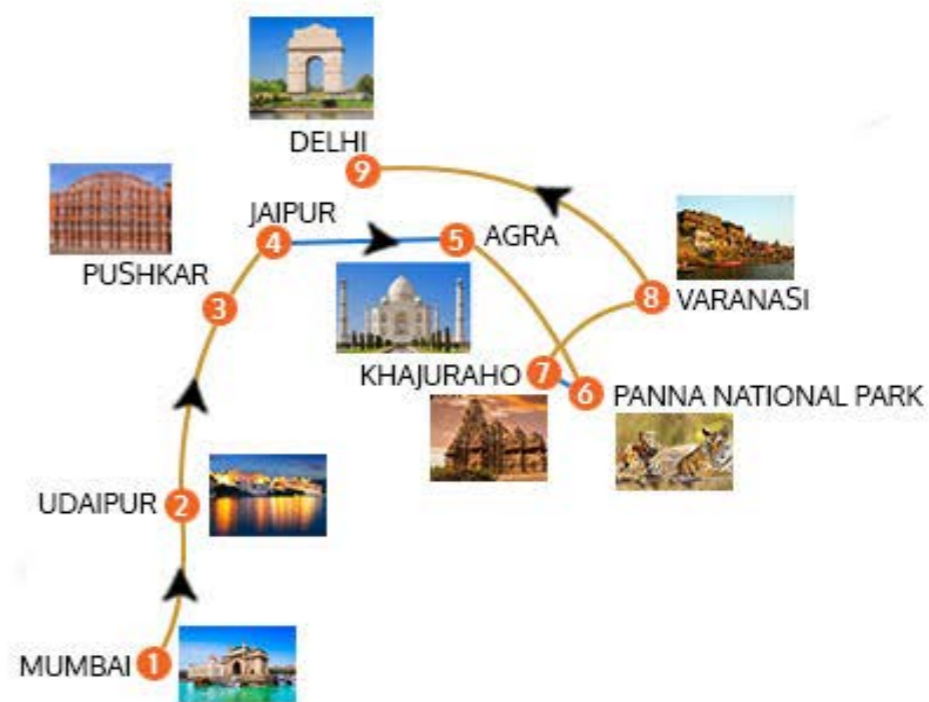 DELHI
9
JAIPUR
4
5 AGRA
PUSHKAR
3
8 VARANASI
KHAJURAHO 7
6 PANNA NATIONAL PARK
UDAIPUR 2
MUMBAI 1